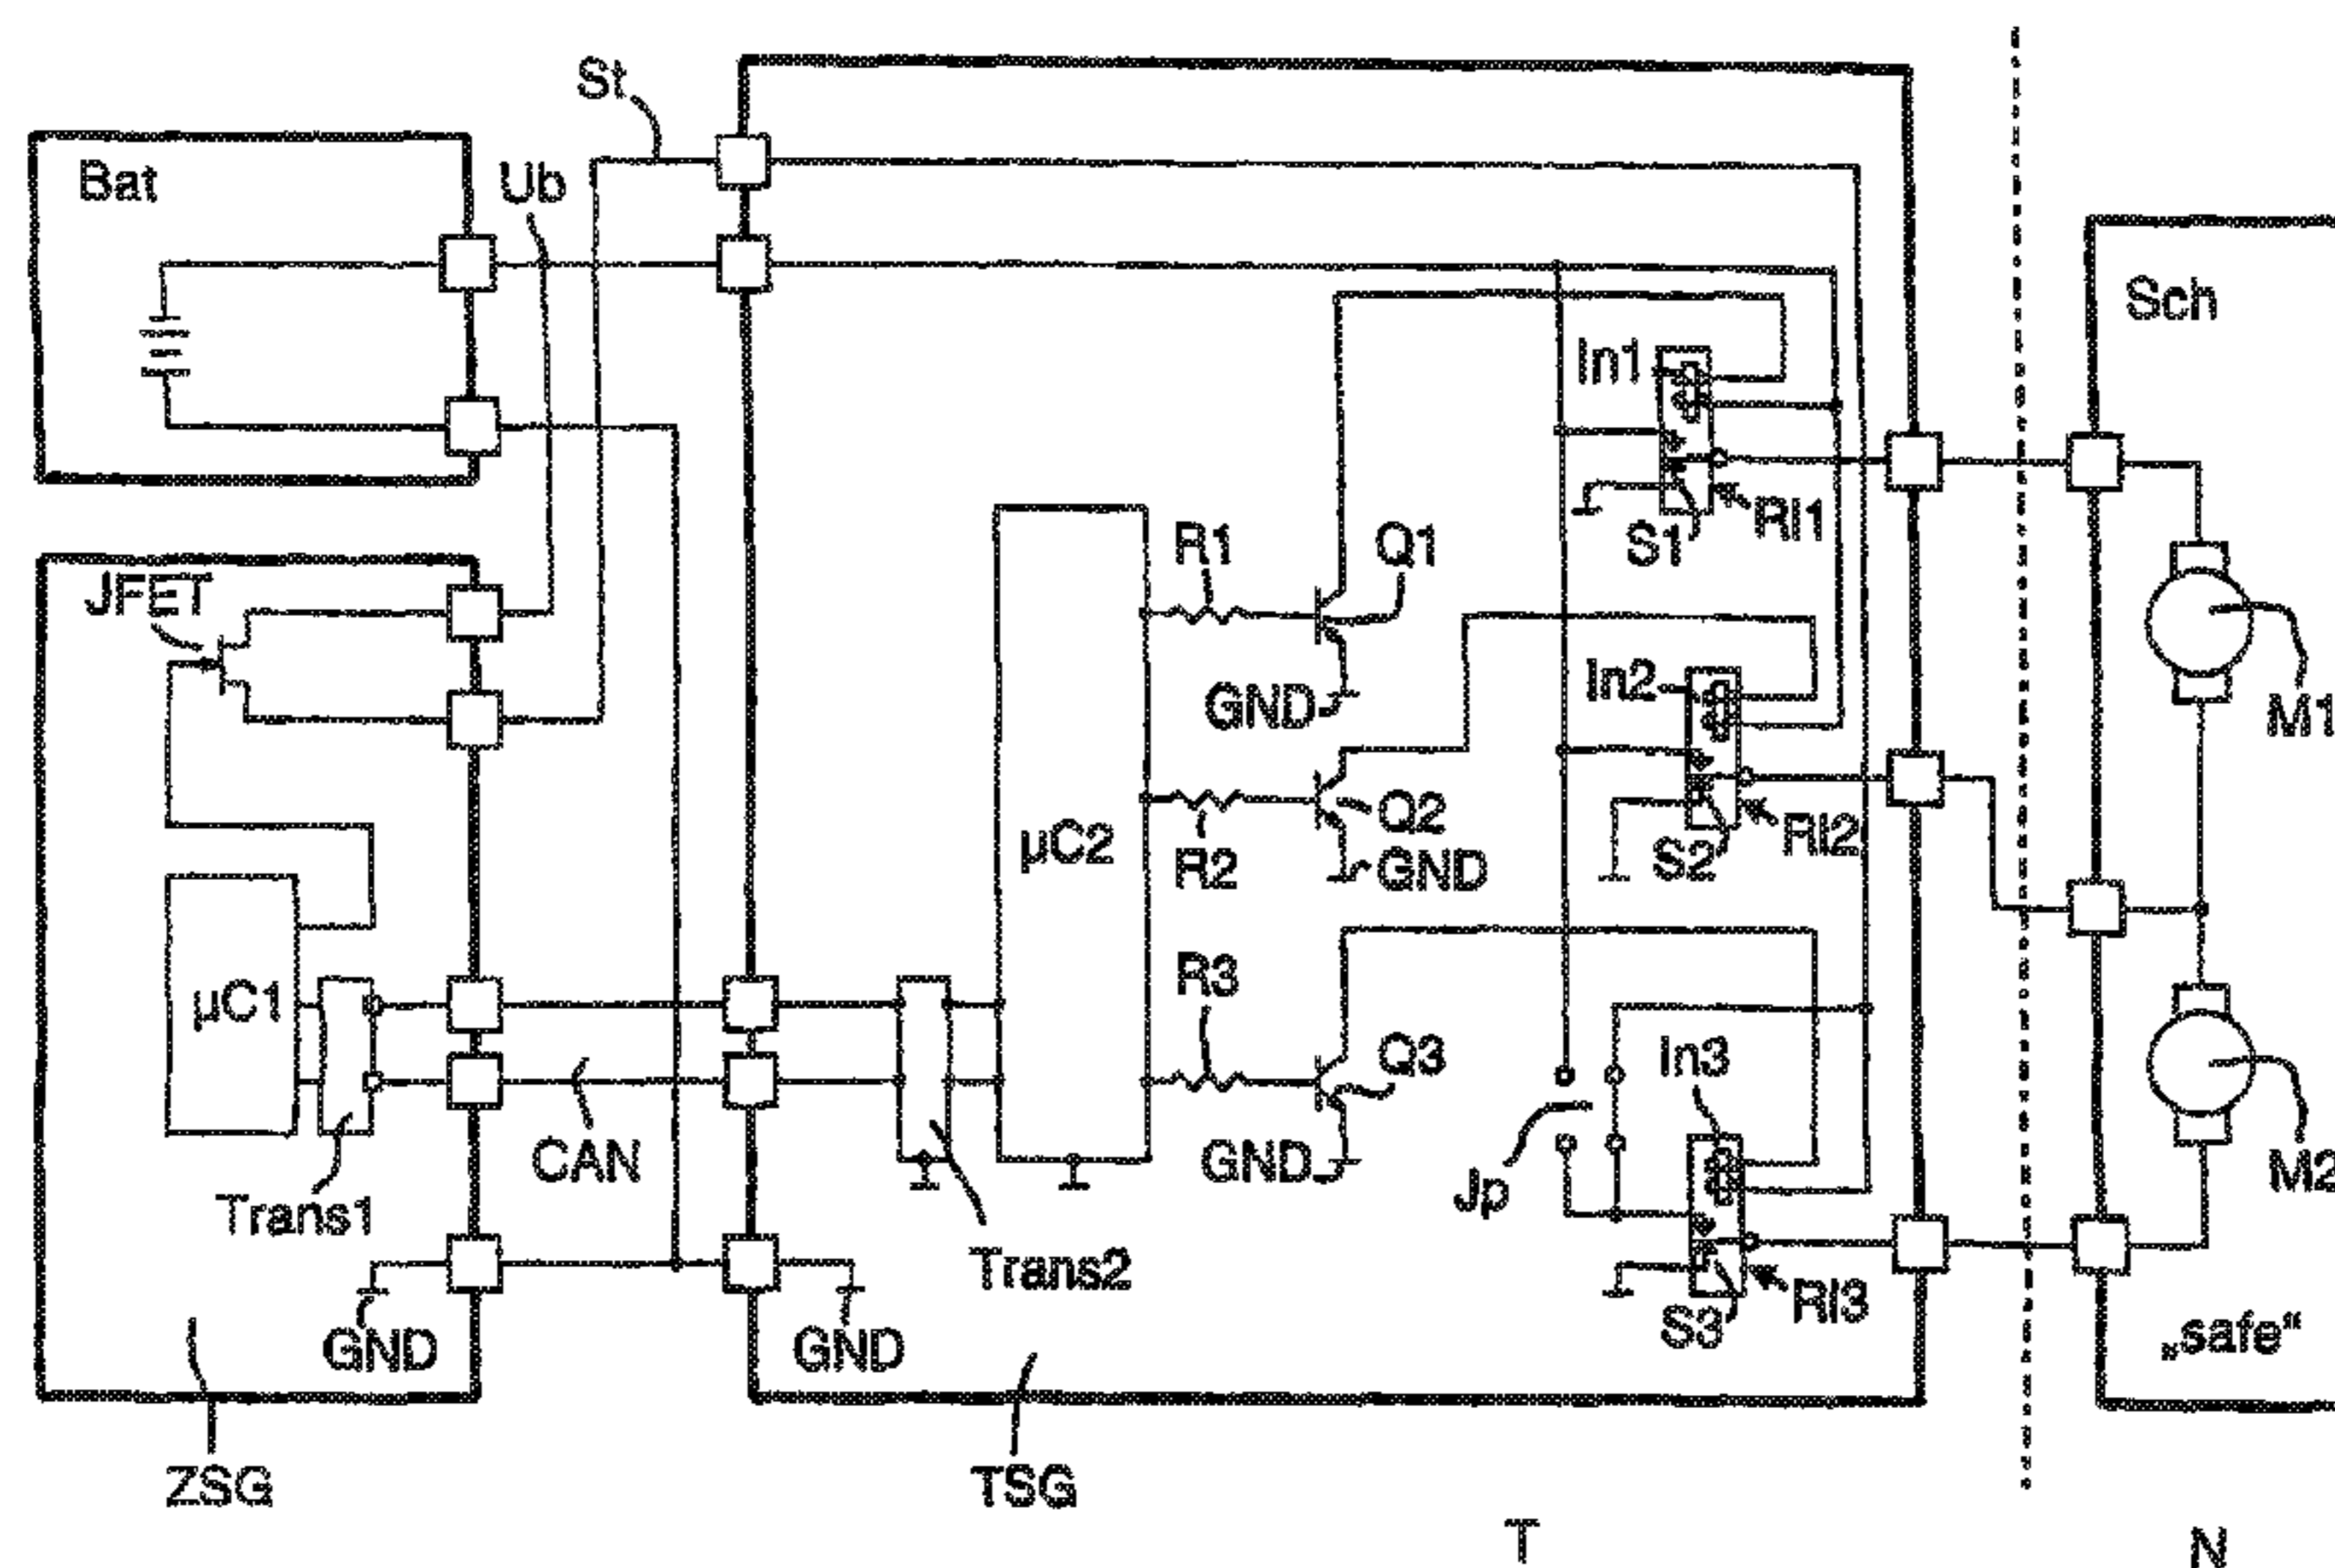 St
Bat
Ub
Sch
In1
JFET
R1
Q1
S1
Rl1
GND
In2
M1
µC2
R2
Q2
GND
S2
Rl2
µC1
R3
Q3
In3
CAN
GND
Jp
M2
Trans1
Trans2
GND
GND
S3
Rl3
„safe“
ZSG
TSG
T
N